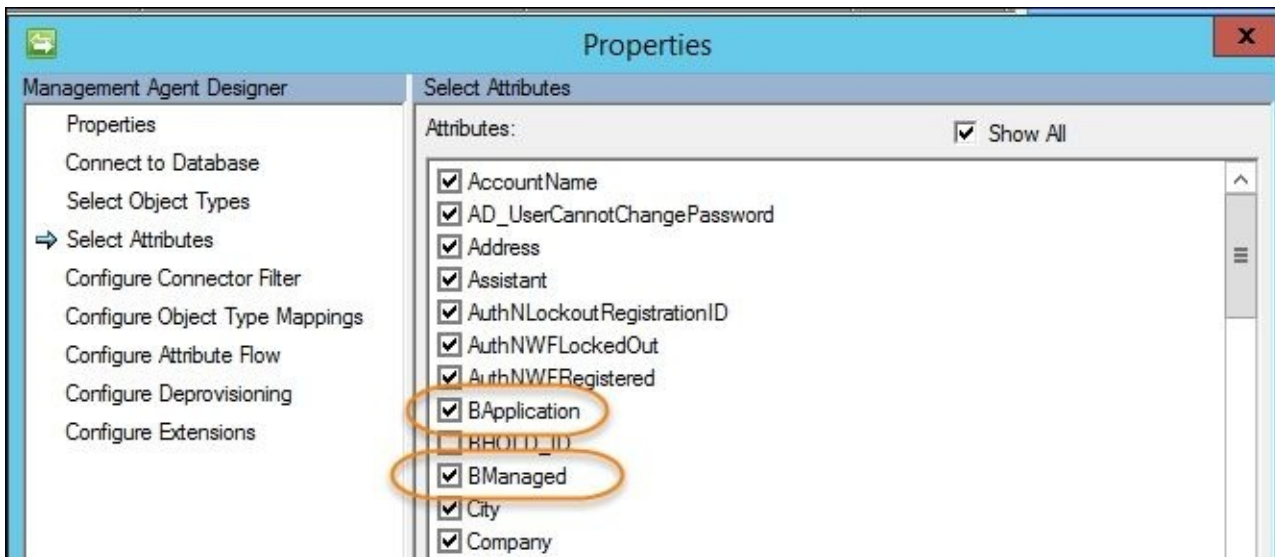 Properties
x
Management Agent Designer
Properties
Connect to Database
Select Object Types
Select Attributes
Configure Connector Filter
Configure Object Type Mappings
Configure Attribute Flow
Configure Deprovisioning
Configure Extensions
Select Attributes
Attributes:
Show All
AccountName
AD_UserCannotChangePassword
Address
Assistant
AuthNLockoutRegistrationID
AuthNWFLockedOut
AuthNWFRegistered
BApplication
BHOLD_ID
BManaged
City
Company